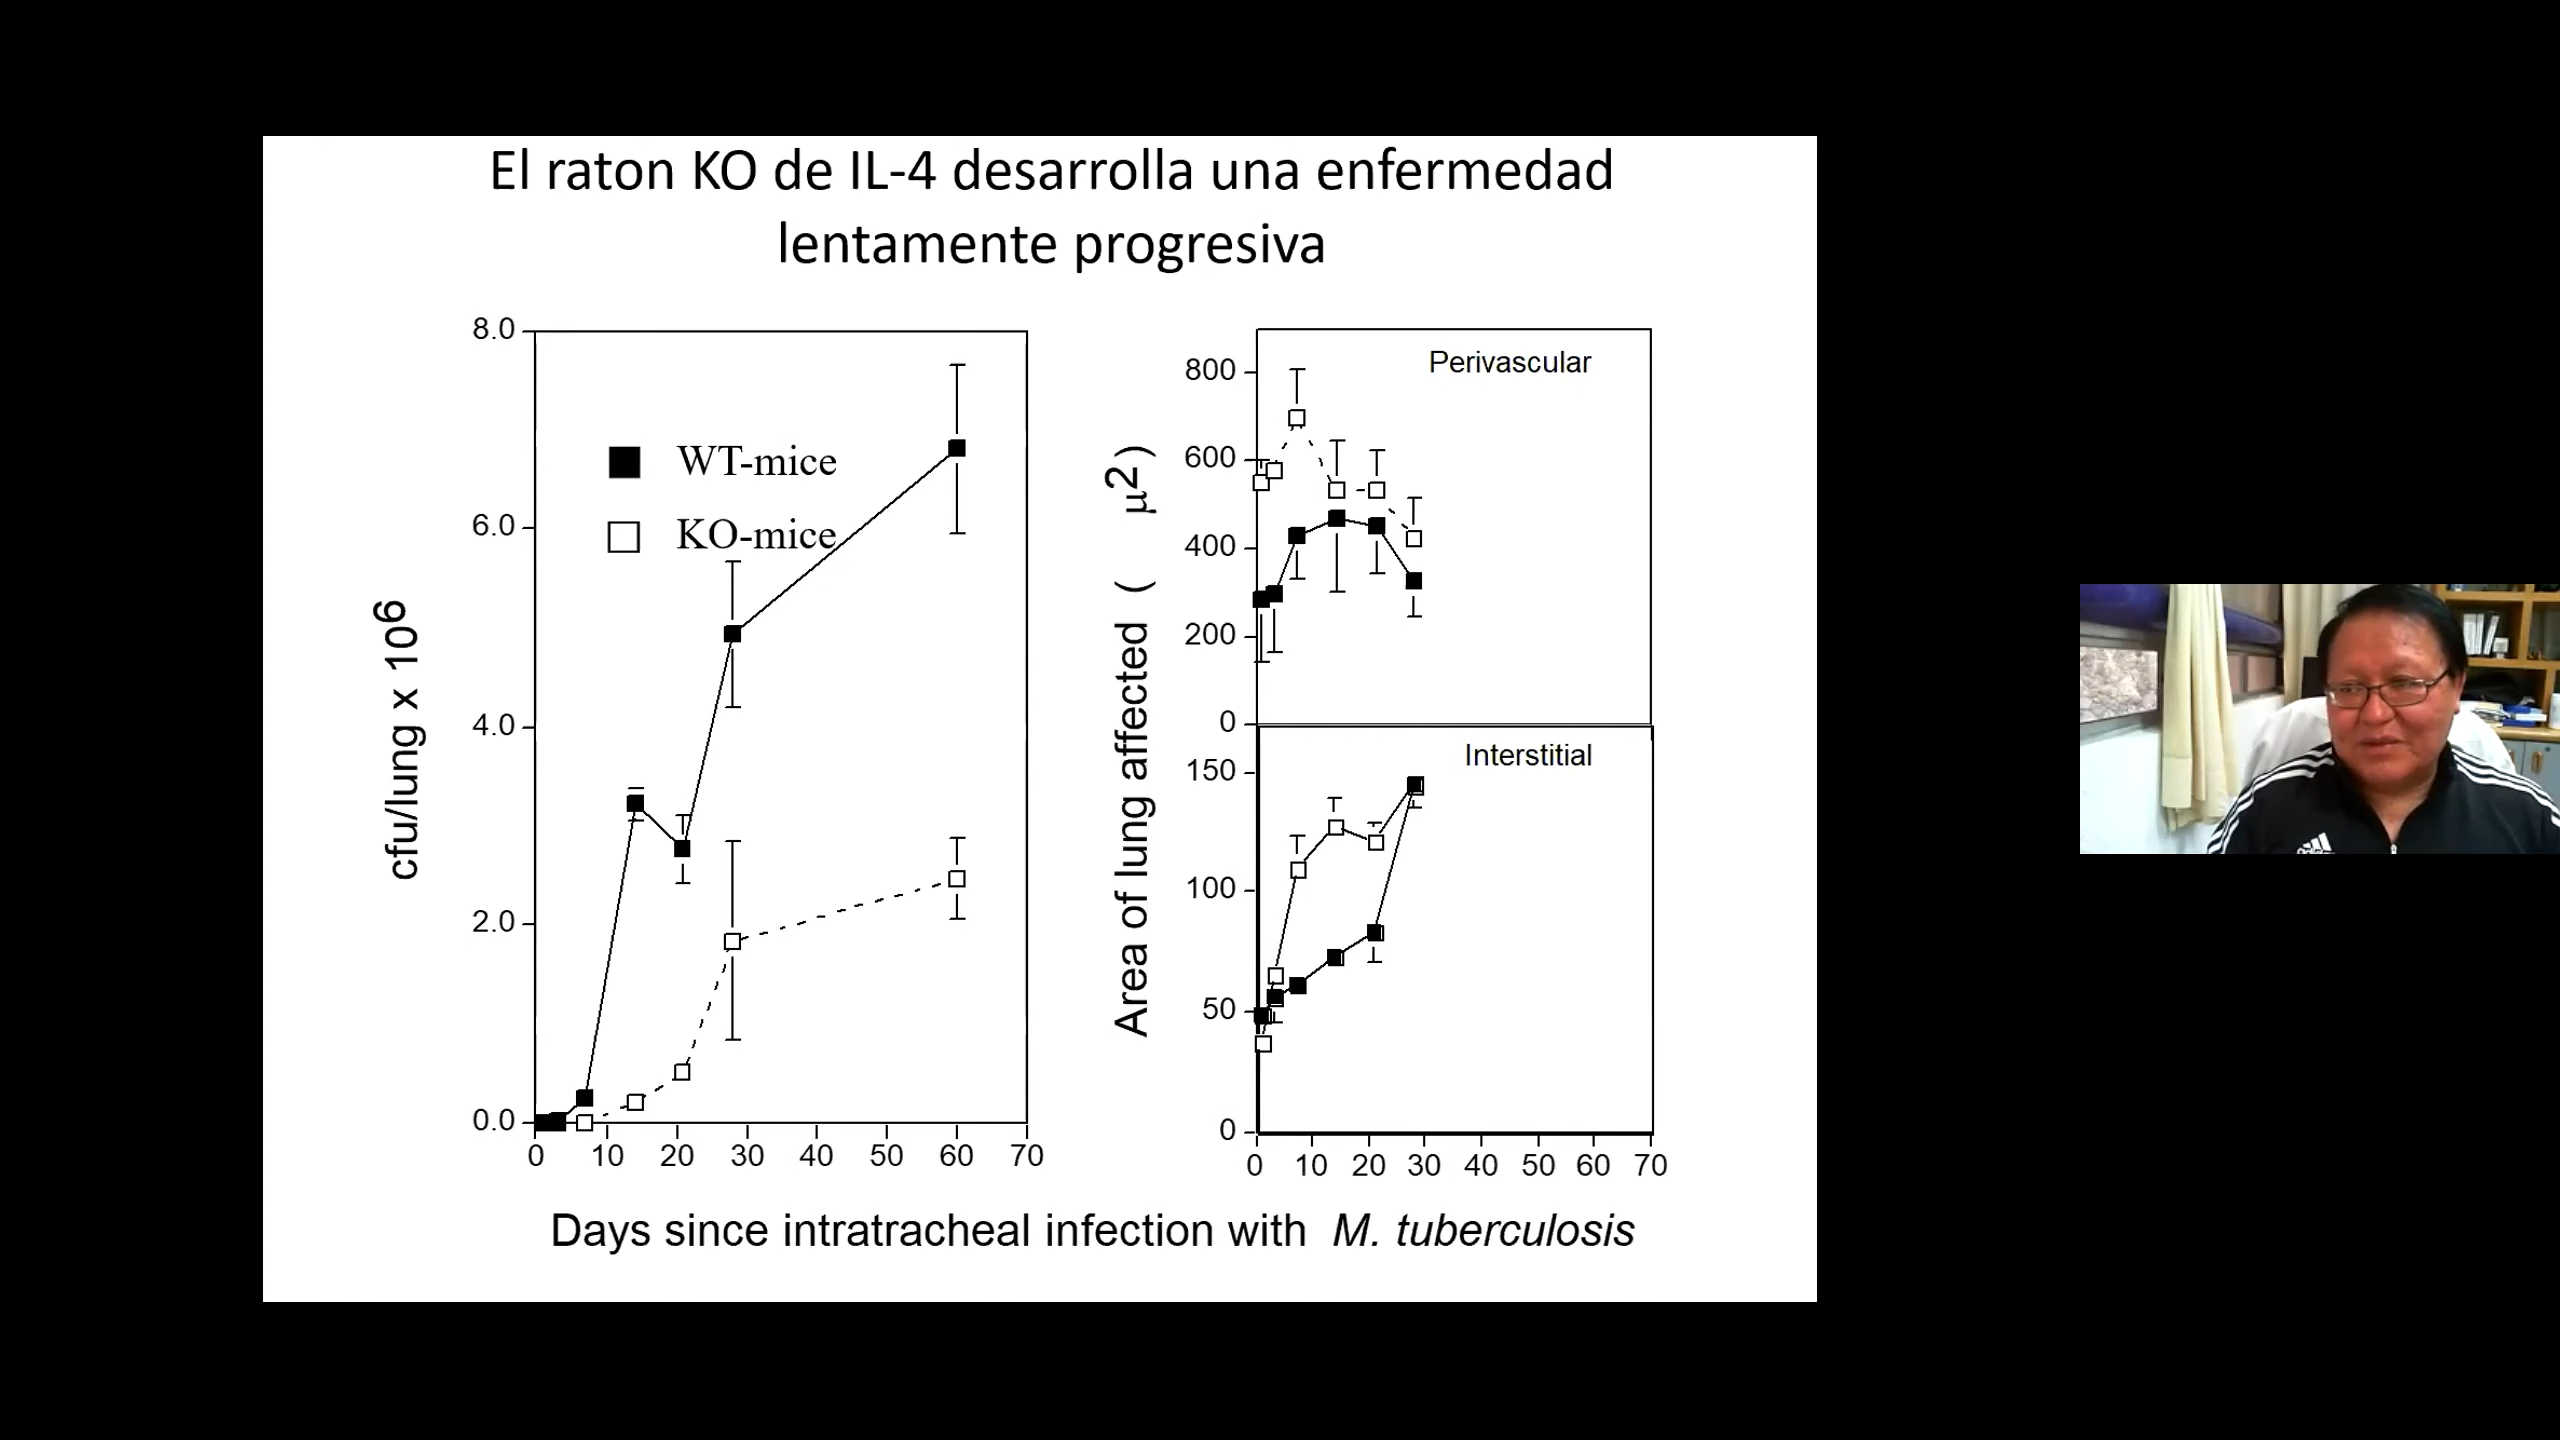 El raton KO de IL-4 desarrolla una enfermedad
lentamente progresiva
cfu/lung x 10⁶
8.0
6.0
4.0
2.0
0.0
WT-mice
KO-mice
0 10 20 30 40 50 60 70
Area of lung affected ( μ2)
Perivascular
800
600
400
200
0
Interstitial
150
100
50
0
0 10 20 30 40 50 60 70
Days since intratracheal infection with M. tuberculosis
adidas